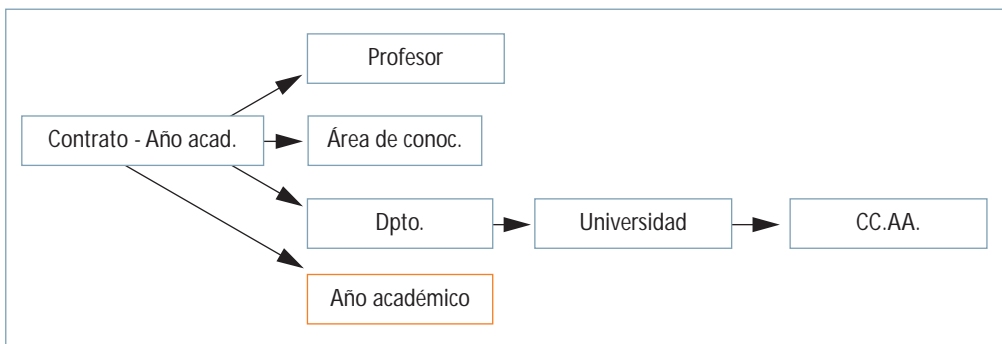 Profesor
Contrato - Año acad.
Área de conoc.
Dpto.
Universidad
CC.AA.
Año académico